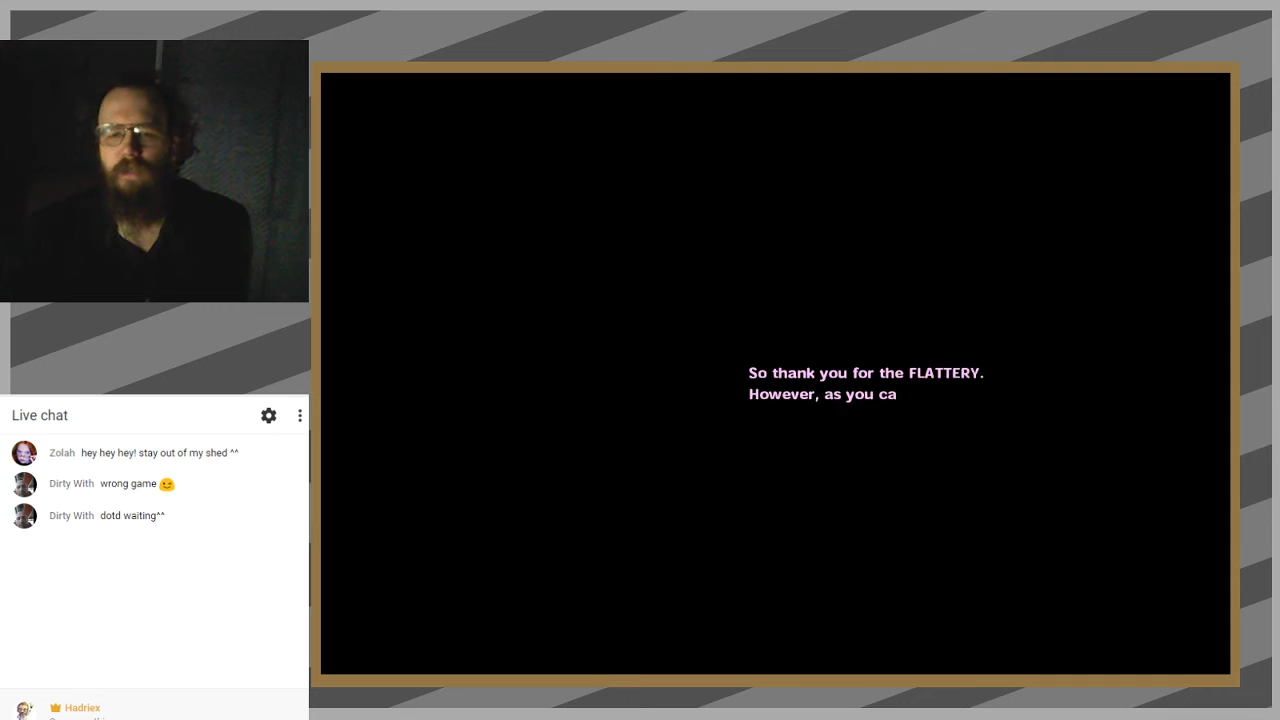 So thank you for the FLATTERY.
However, as you ca
Live chat
Zolah hey hey hey! stay out of my shed ^^
Dirty With wrong game 😉
Dirty With dotd waiting^^
Hadriex